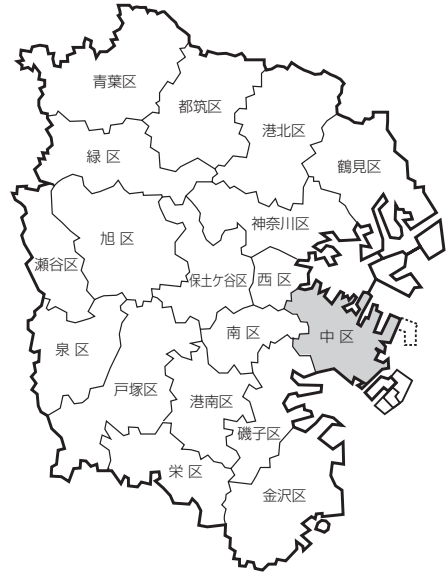 青葉区
都筑区
港北区
緑 区
鶴見区
神奈川区
旭 区
瀬谷区
保土ケ谷区
西 区
中 区
南 区
泉 区
戸塚区
港南区
磯子区
栄 区
金沢区